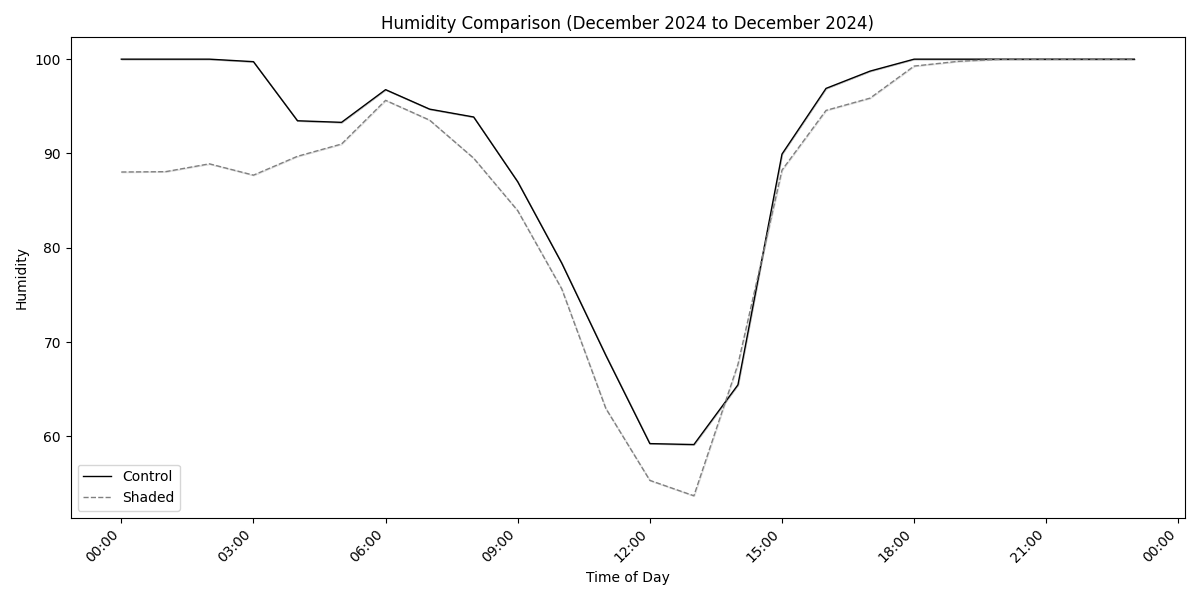 Humidity Comparison (December 2024 to December 2024)
100
90
80
70
60
Humidity
Control
Shaded
00:00
03:00
06:00
09:00
12:00
15:00
18:00
21:00
00:00
Time of Day